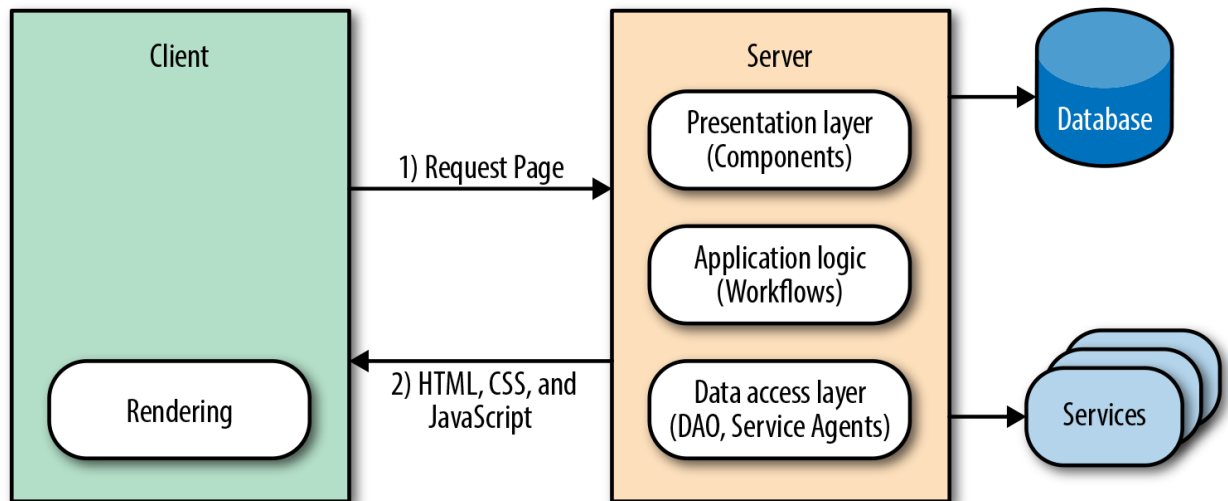 Client
Server
Presentation layer
(Components)
Database
1) Request Page
Application logic
(Workflows)
2) HTML, CSS, and
JavaScript
Rendering
Data access layer
(DAO, Service Agents)
Services